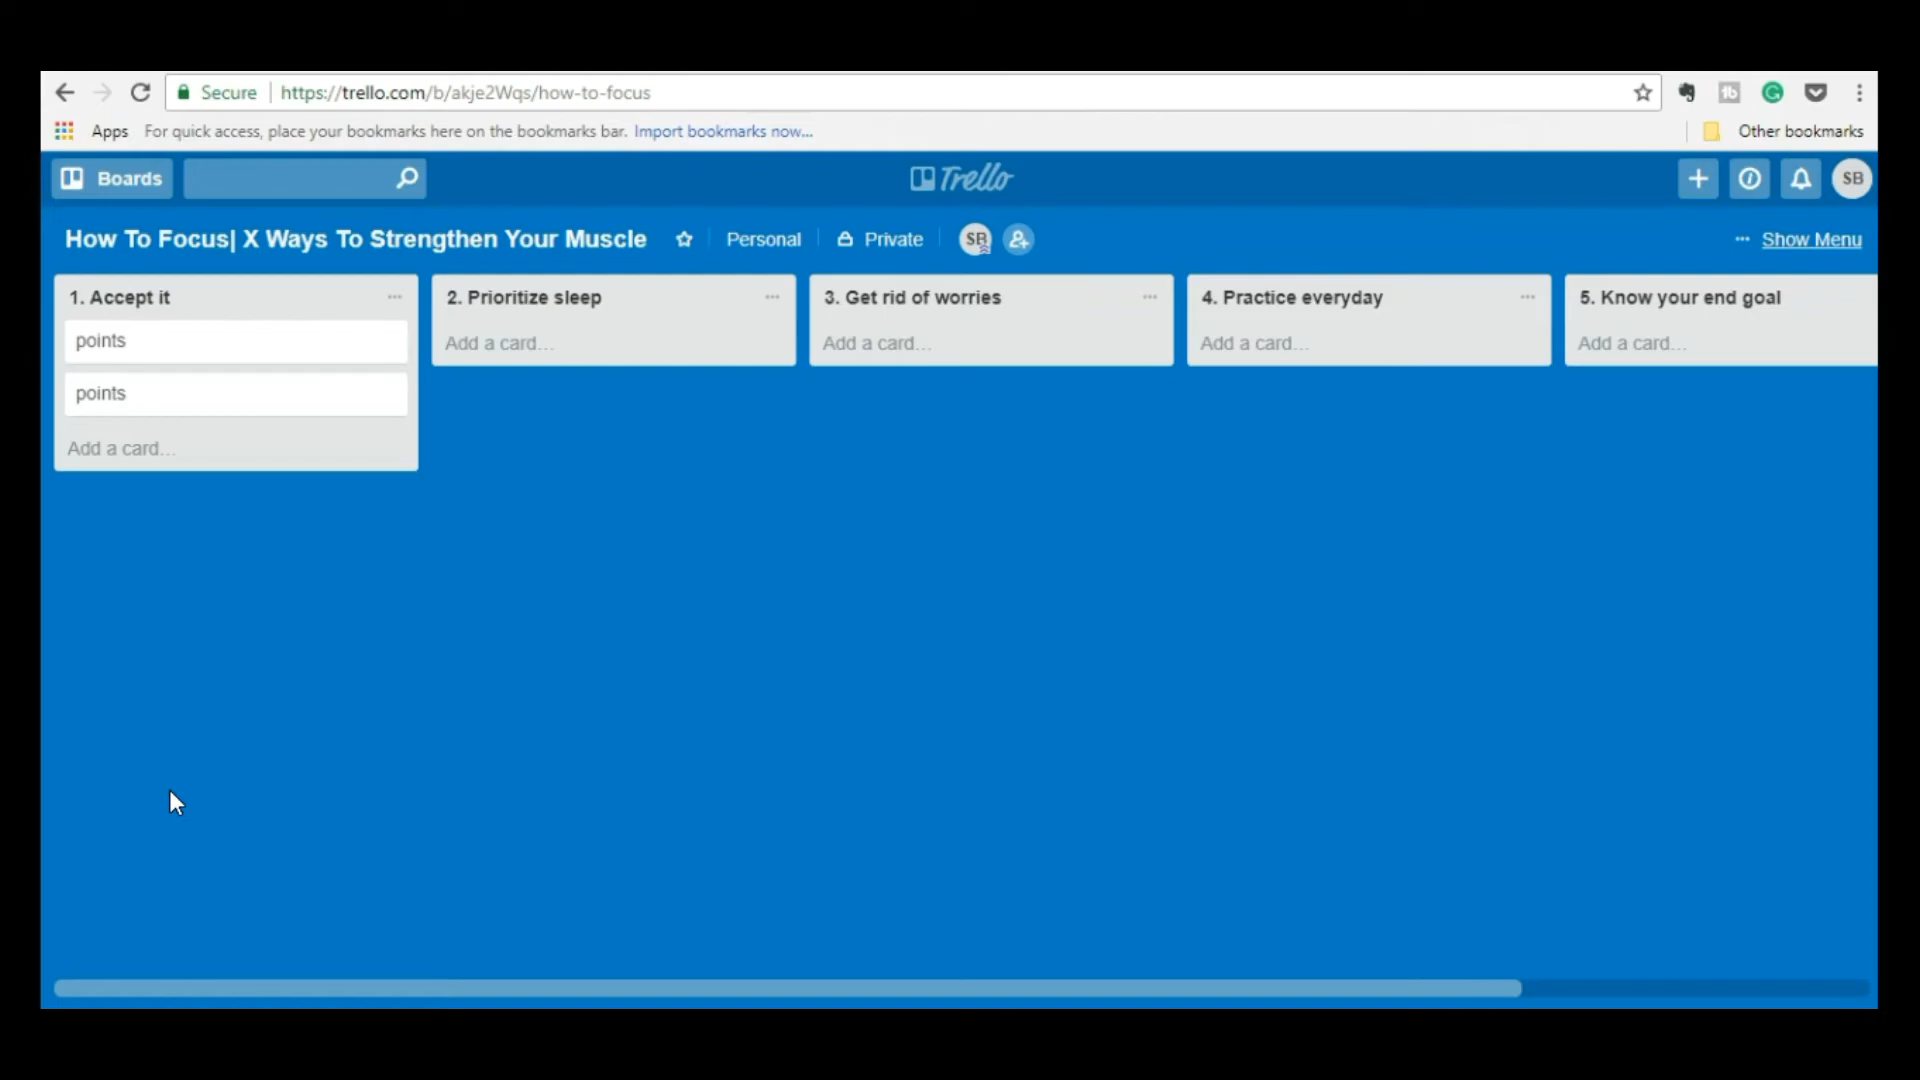 Secure https://trello.com/b/akje2Wqs/how-to-focus
Apps For quick access, place your bookmarks here on the bookmarks bar. Import bookmarks now... Other bookmarks
Boards Trello SB
How To Focus| X Ways To Strengthen Your Muscle Personal Private SB ... Show Menu
1. Accept it ...
points
points
Add a card...
2. Prioritize sleep ...
Add a card...
3. Get rid of worries ...
Add a card...
4. Practice everyday ...
Add a card...
5. Know your end goal
Add a card...